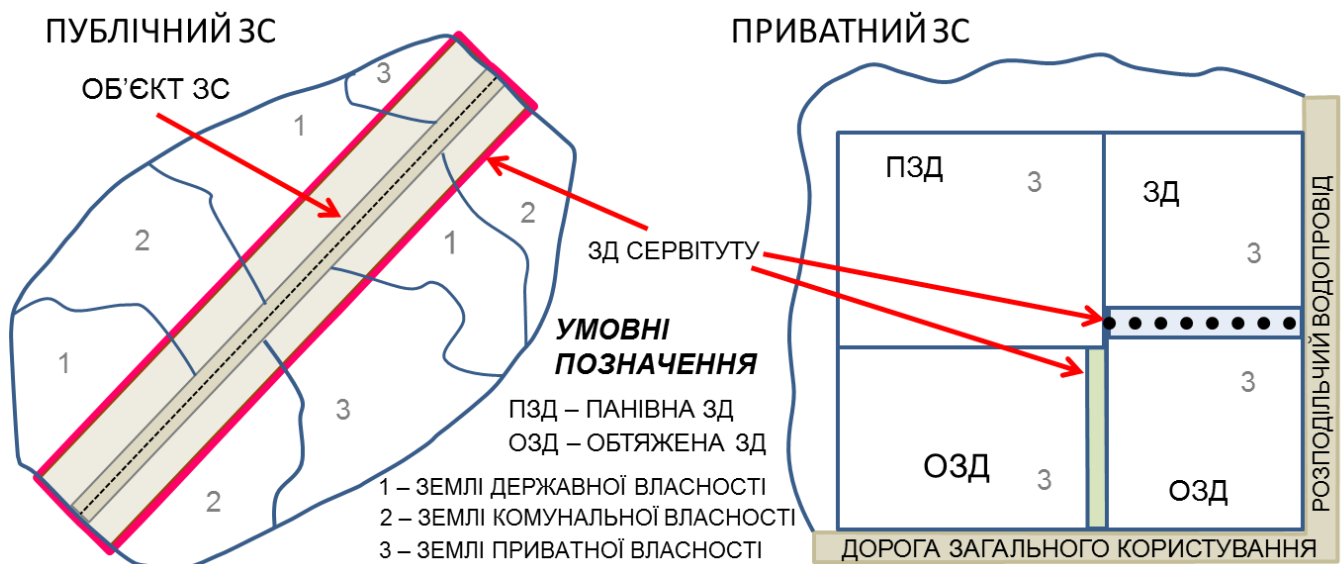 ПУБЛІЧНИЙ ЗС
ОБ’ЄКТ ЗС
3
1
2
2
1
1
3
2
ПРИВАТНИЙ ЗС
ПЗД
3
ЗД
3
ЗД СЕРВІТУТУ
3
ОЗД
3
ОЗД
РОЗПОДІЛЬЧИЙ ВОДОПРОВІД
ДОРОГА ЗАГАЛЬНОГО КОРИСТУВАННЯ
УМОВНІ
ПОЗНАЧЕННЯ
ПЗД – ПАНІВНА ЗД
ОЗД – ОБТЯЖЕНА ЗД
1 – ЗЕМЛІ ДЕРЖАВНОЇ ВЛАСНОСТІ
2 – ЗЕМЛІ КОМУНАЛЬНОЇ ВЛАСНОСТІ
3 – ЗЕМЛІ ПРИВАТНОЇ ВЛАСНОСТІ